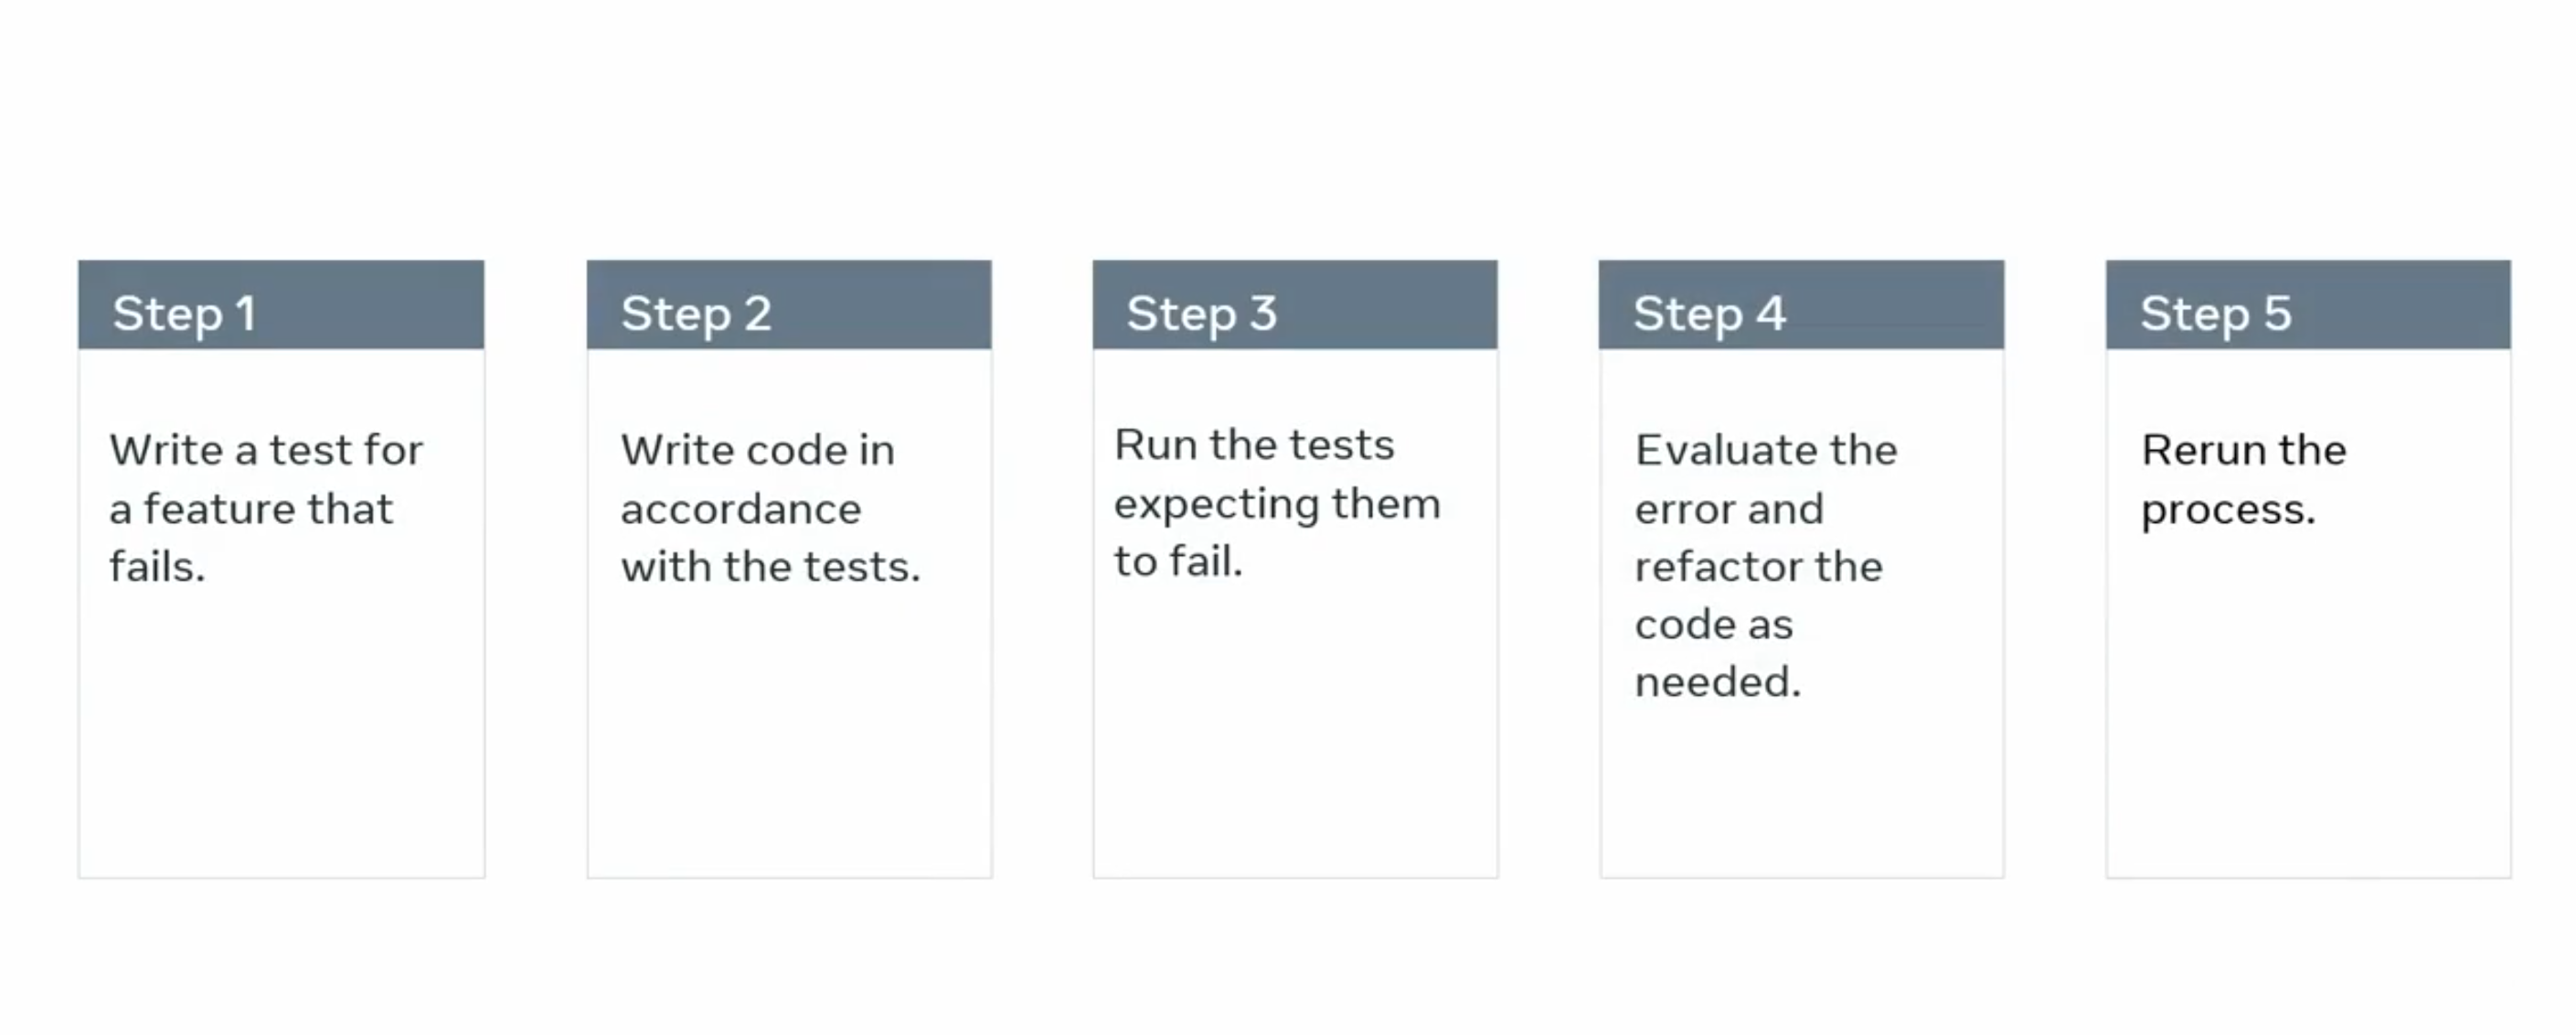 Step 1
Write a test for
a feature that
fails.
Step 2
Write code in
accordance
with the tests.
Step 3
Run the tests
expecting them
to fail.
Step 4
Evaluate the
error and
refactor the
code as
needed.
Step 5
Rerun the
process.